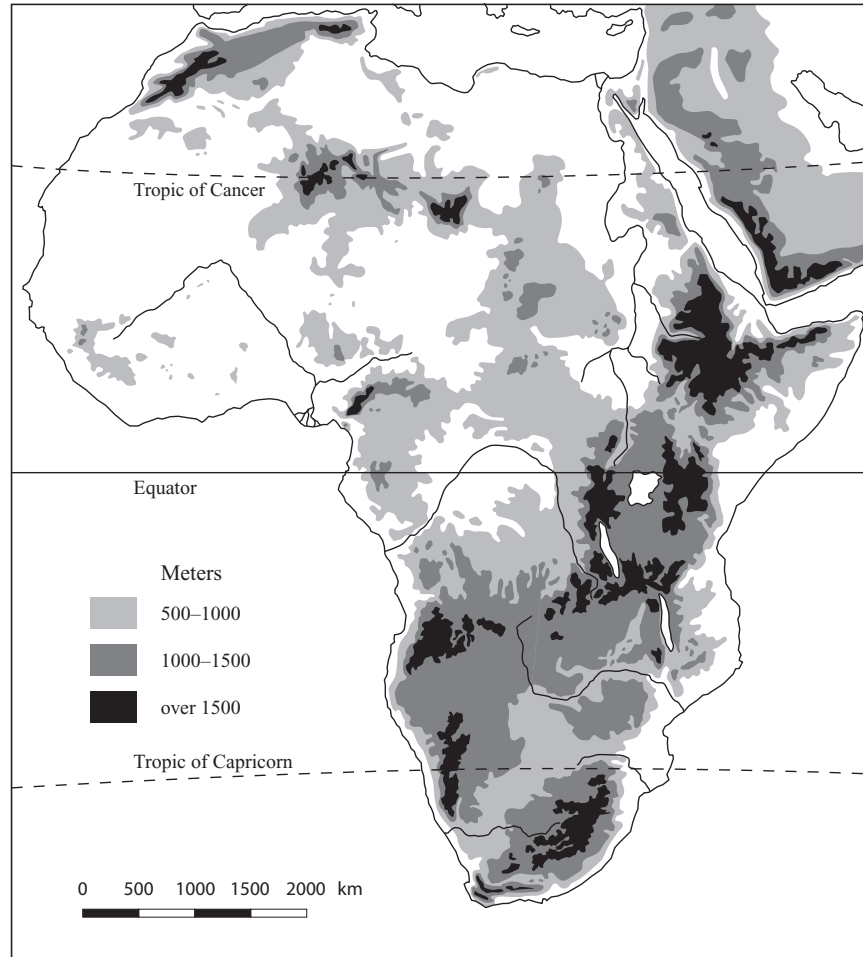 Tropic of Cancer
Equator
Meters
500–1000
1000–1500
over 1500
Tropic of Capricorn
0 500 1000 1500 2000 km